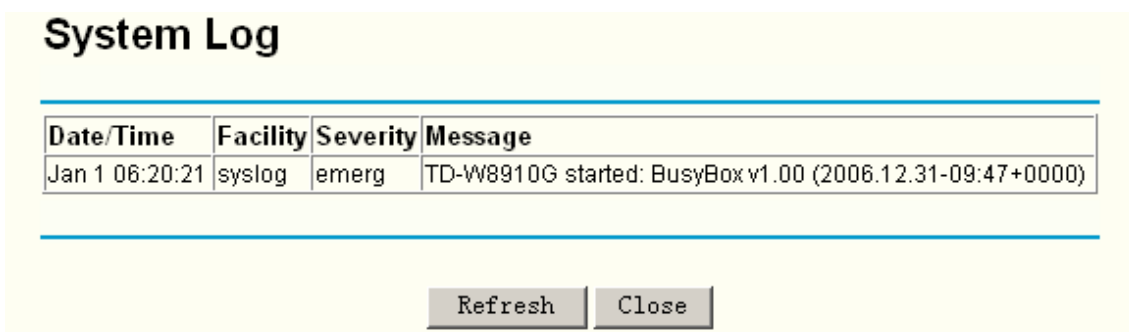 System Log
Date/Time Facility Severity Message
Jan 1 06:20:21 syslog emerg TD-W8910G started: BusyBox v1.00 (2006.12.31-09:47+0000)
Refresh Close